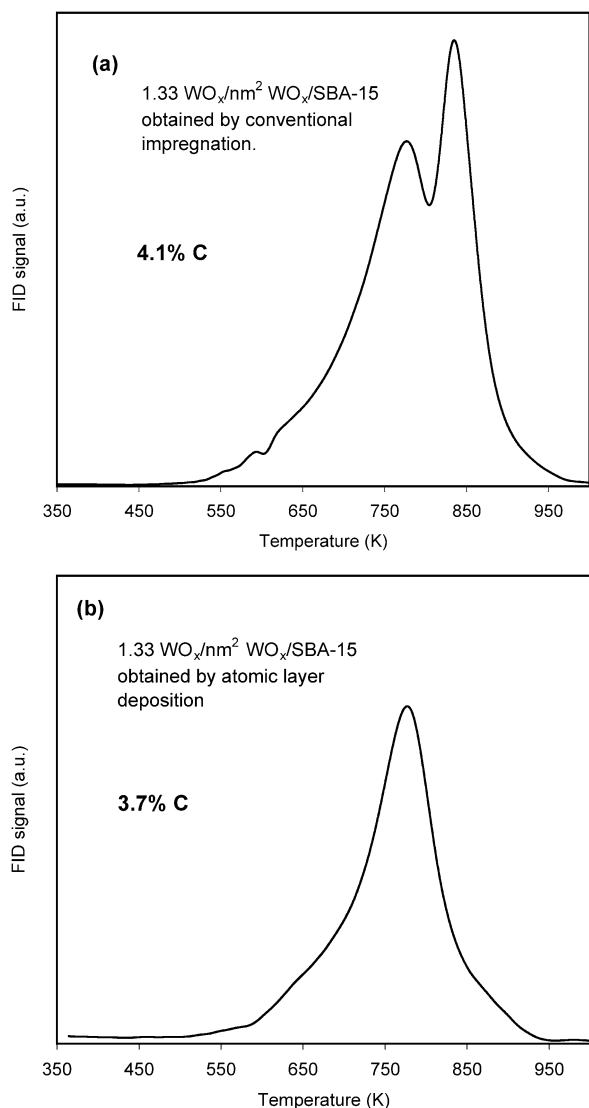 (a)
1.33 WOₓ/nm² WOₓ/SBA-15
obtained by conventional
impregnation.
4.1% C
FID signal (a.u.)
350 450 550 650 750 850 950
Temperature (K)
(b)
1.33 WOₓ/nm² WOₓ/SBA-15
obtained by atomic layer
deposition
3.7% C
FID signal (a.u.)
350 450 550 650 750 850 950
Temperature (K)